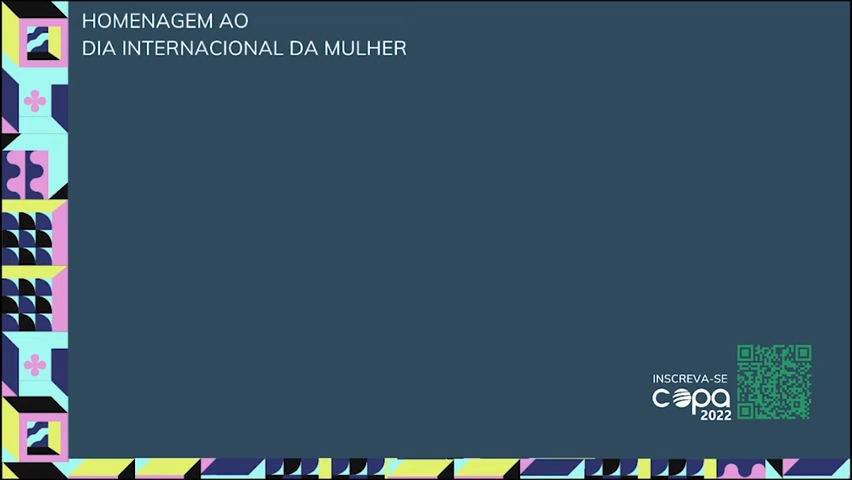 HOMENAGEM AO
DIA INTERNACIONAL DA MULHER
INSCREVA-SE
copa
2022